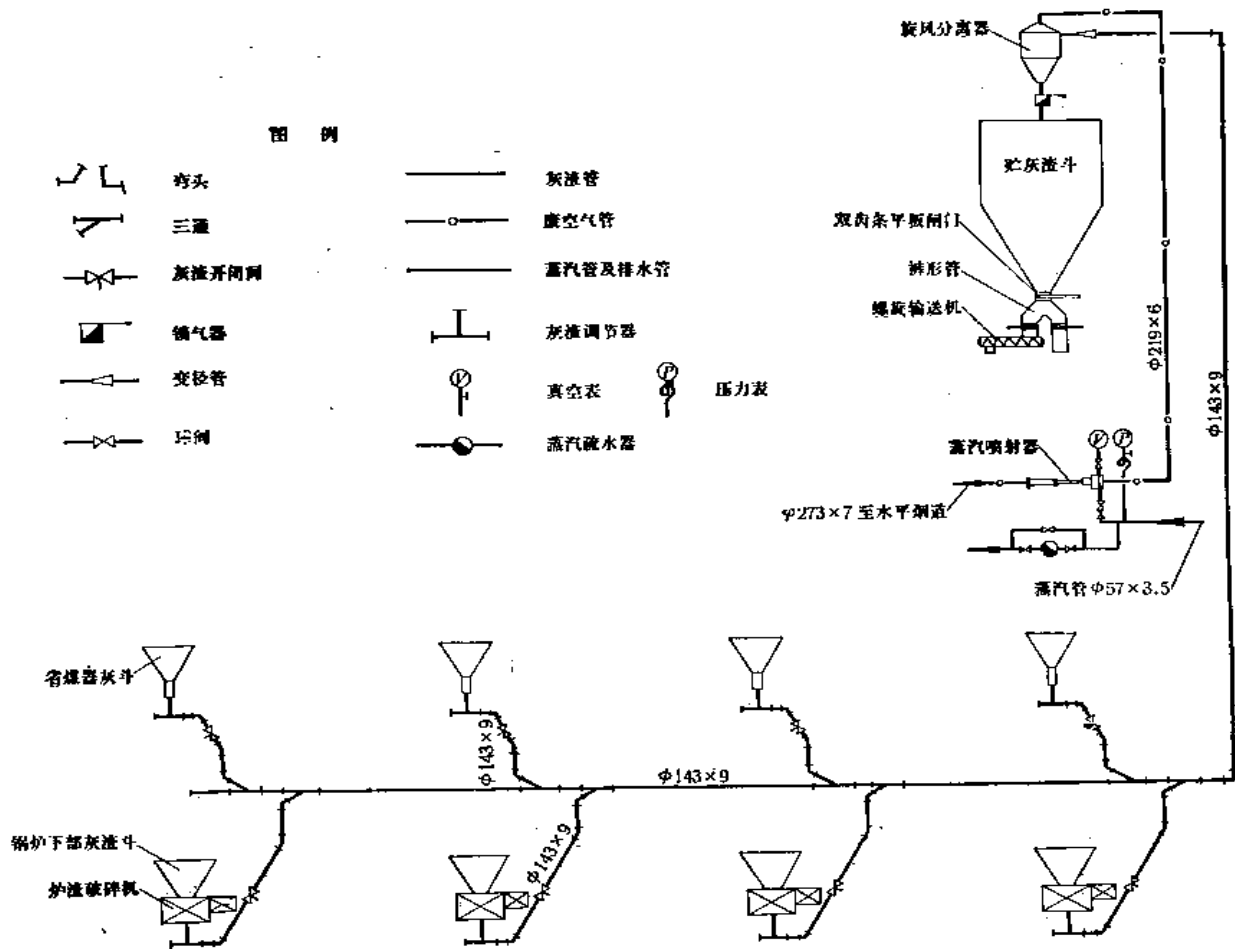 旋风分离器
图 例
弯头
灰渣管
贮灰渣斗
三通
废空气管
双齿条平板闸门
灰渣开闭阀
蒸汽管及排水管
裤形管
锁气器
灰渣调节器
螺旋输送机
φ219×6
φ143×9
变径管
V
真空表
P
压力表
球阀
蒸汽疏水器
V
P
蒸汽喷射器
φ273×7至水平烟道
蒸汽管φ57×3.5
省煤器灰斗
φ143×9
φ143×9
锅炉下部灰渣斗
φ143×9
炉渣破碎机